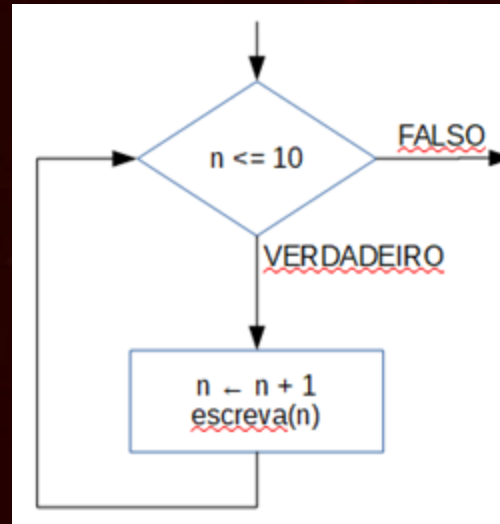 n <= 10
FALSO
VERDADEIRO
n ← n + 1
escreva(n)